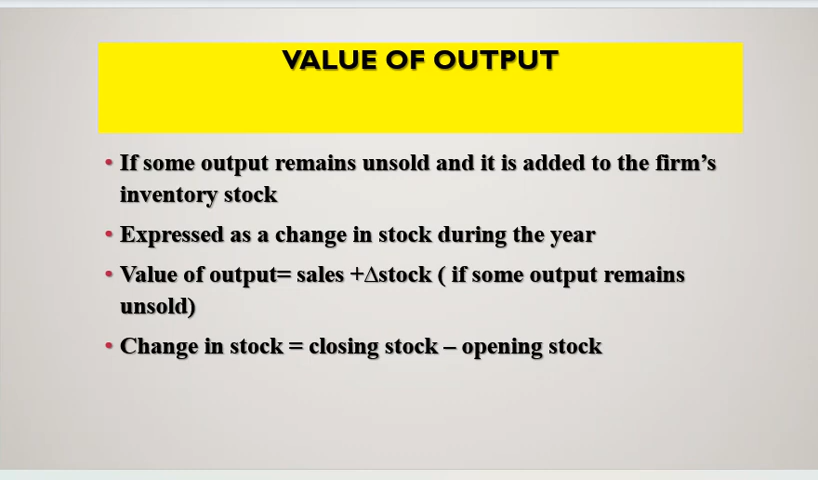 VALUE OF OUTPUT
• If some output remains unsold and it is added to the firm’s
inventory stock
• Expressed as a change in stock during the year
• Value of output= sales +∆stock ( if some output remains
unsold)
• Change in stock = closing stock – opening stock